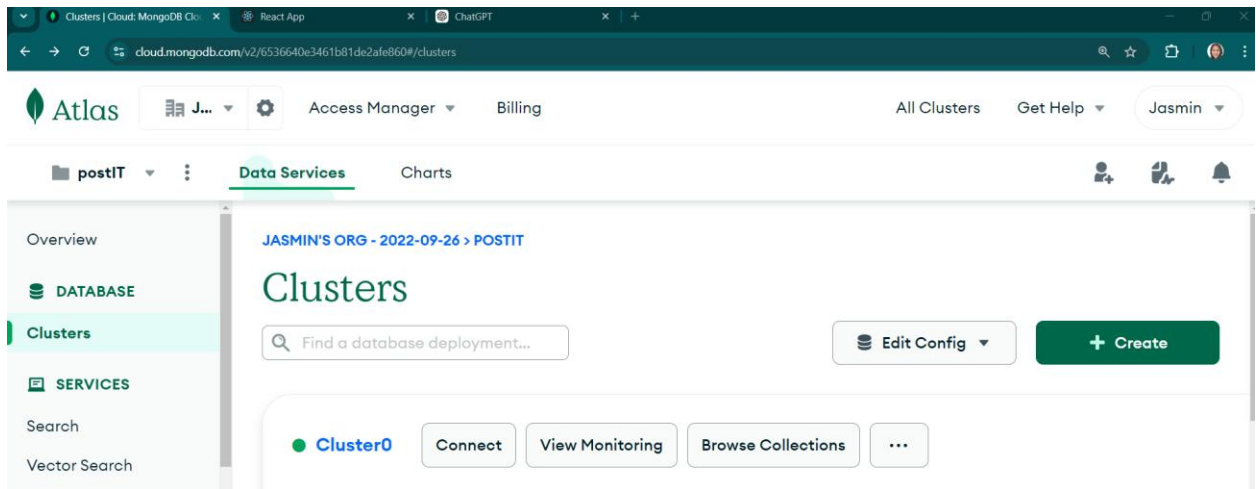 Clusters | Cloud: MongoDB Clo
React App
ChatGPT
cloud.mongodb.com/v2/6536640e3461b81de2afe860#/clusters
Atlas J... Access Manager Billing All Clusters Get Help Jasmin
postIT Data Services Charts
Overview
JASMIN'S ORG - 2022-09-26 > POSTIT
DATABASE
Clusters
Clusters
Find a database deployment...
Edit Config
+ Create
SERVICES
Search
Vector Search
Cluster0 Connect View Monitoring Browse Collections ...